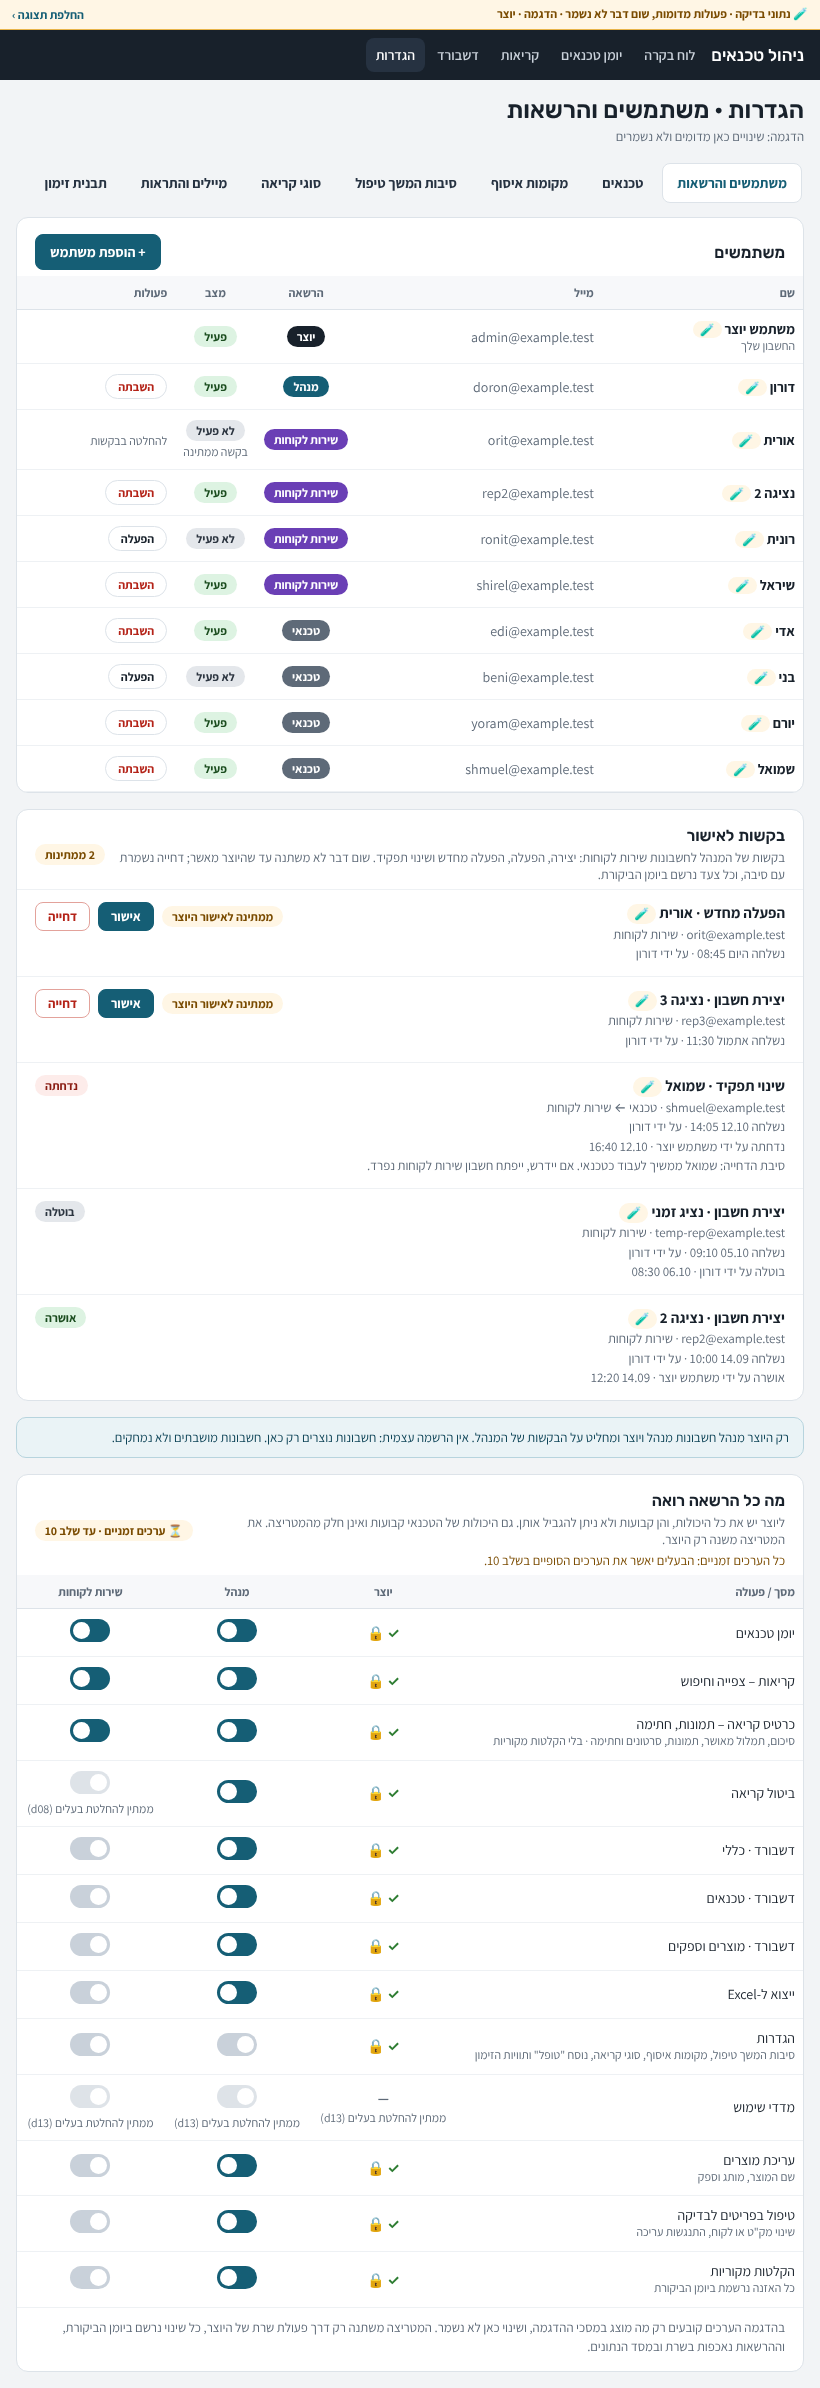 🧪 נתוני בדיקה · פעולות מדומות, שום דבר לא נשמר · הדגמה · יוצר
החלפת תצוגה ›
ניהול טכנאים
לוח בקרה
יומן טכנאים
קריאות
דשבורד
הגדרות
הגדרות · משתמשים והרשאות
הדגמה: שינויים כאן מדומים ולא נשמרים
משתמשים והרשאות
טכנאים
מקומות איסוף
סיבות המשך טיפול
סוגי קריאה
מיילים והתראות
תבנית זימון
משתמשים
+ הוספת משתמש
שם מייל הרשאה מצב פעולות
משתמש יוצר 🧪 admin@example.test יוצר פעיל
החשבון שלך
דורון 🧪 doron@example.test מנהל פעיל השבתה
אורית 🧪 orit@example.test שירות לקוחות לא פעיל להחלטה בבקשות
בקשה ממתינה
נציגה 2 🧪 rep2@example.test שירות לקוחות פעיל השבתה
רונית 🧪 ronit@example.test שירות לקוחות לא פעיל הפעלה
שיראל 🧪 shirel@example.test שירות לקוחות פעיל השבתה
אדי 🧪 edi@example.test טכנאי פעיל השבתה
בני 🧪 beni@example.test טכנאי לא פעיל הפעלה
יורם 🧪 yoram@example.test טכנאי פעיל השבתה
שמואל 🧪 shmuel@example.test טכנאי פעיל השבתה
בקשות לאישור
בקשות של המנהל לחשבונות שירות לקוחות: יצירה, הפעלה, הפעלה מחדש ושינוי תפקיד. שום דבר לא משתנה עד שהיוצר מאשר; דחייה נשמרת
עם סיבה, וכל צעד נרשם ביומן הביקורת.
2 ממתינות
הפעלה מחדש · אורית 🧪
orit@example.test · שירות לקוחות
נשלחה היום 08:45 · על ידי דורון
ממתינה לאישור היוצר אישור דחייה
יצירת חשבון · נציגה 3 🧪
rep3@example.test · שירות לקוחות
נשלחה אתמול 11:30 · על ידי דורון
ממתינה לאישור היוצר אישור דחייה
שינוי תפקיד · שמואל 🧪
נדחתה
shmuel@example.test · טכנאי ← שירות לקוחות
נשלחה 12.10 14:05 · על ידי דורון
נדחתה על ידי משתמש יוצר · 12.10 16:40
סיבת הדחייה: שמואל ממשיך לעבוד כטכנאי. אם יידרש, ייפתח חשבון שירות לקוחות נפרד.
יצירת חשבון · נציג זמני 🧪
בוטלה
temp-rep@example.test · שירות לקוחות
נשלחה 05.10 09:10 · על ידי דורון
בוטלה על ידי דורון · 06.10 08:30
יצירת חשבון · נציגה 2 🧪
אושרה
rep2@example.test · שירות לקוחות
נשלחה 14.09 10:00 · על ידי דורון
אושרה על ידי משתמש יוצר · 14.09 12:20
רק היוצר מנהל חשבונות מנהל ויוצר ומחליט על הבקשות של המנהל. אין הרשמה עצמית: חשבונות נוצרים רק כאן. חשבונות מושבתים ולא נמחקים.
מה כל הרשאה רואה
ליוצר יש את כל היכולות, והן קבועות ולא ניתן להגביל אותן. גם היכולות של הטכנאי קבועות ואינן חלק מהמטריצה. את
המטריצה משנה רק היוצר.
כל הערכים זמניים: הבעלים יאשר את הערכים הסופיים בשלב 10.
⏳ ערכים זמניים · עד שלב 10
מסך / פעולה יוצר מנהל שירות לקוחות
יומן טכנאים ✓ 🔒
קריאות – צפייה וחיפוש ✓ 🔒
כרטיס קריאה – תמונות, חתימה ✓ 🔒
סיכום, תמלול מאושר, תמונות, סרטונים וחתימה · בלי הקלטות מקוריות
ביטול קריאה ✓ 🔒
ממתין להחלטת בעלים (d08)
דשבורד · כללי ✓ 🔒
דשבורד · טכנאים ✓ 🔒
דשבורד · מוצרים וספקים ✓ 🔒
ייצוא ל-Excel ✓ 🔒
הגדרות ✓ 🔒
סיבות המשך טיפול, מקומות איסוף, סוגי קריאה, נוסח "טופל" ותוויות הזימון
מדדי שימוש —
ממתין להחלטת בעלים (d13) ממתין להחלטת בעלים (d13) ממתין להחלטת בעלים (d13)
עריכת מוצרים ✓ 🔒
שם המוצר, מותג וספק
טיפול בפריטים לבדיקה ✓ 🔒
שינוי מק"ט או לקוח, התנגשות עריכה
הקלטות מקוריות ✓ 🔒
כל האזנה נרשמת ביומן הביקורת
בהדגמה הערכים קובעים רק מה מוצג במסכי ההדגמה, ושינוי כאן לא נשמר. המטריצה משתנה רק דרך פעולת שרת של היוצר, כל שינוי נרשם ביומן הביקורת,
וההרשאות נאכפות בשרת ובמסד הנתונים.